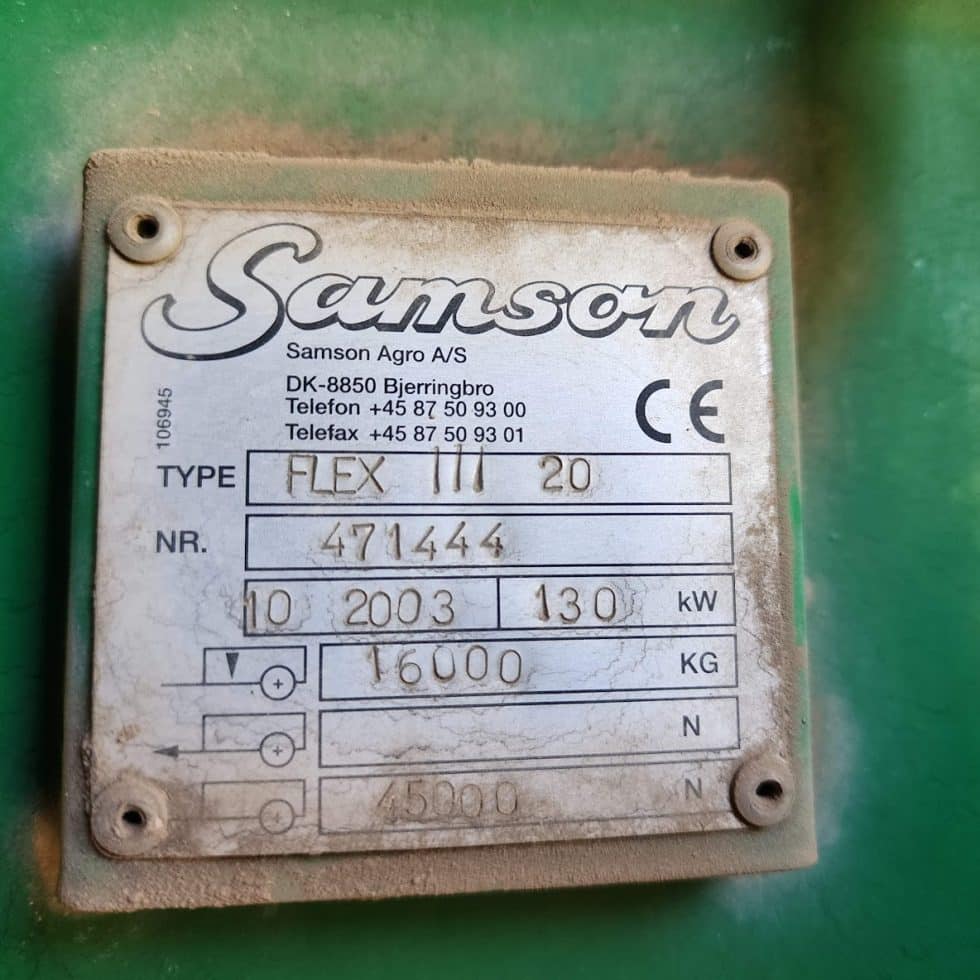 Samson
Samson Agro A/S
DK-8850 Bjerringbro
Telefon +45 87 50 93 00
Telefax +45 87 50 93 01
106945
CE
TYPE FLEX III 20
NR. 471444
10 2003 130 kW
16000 KG
N
45000 N